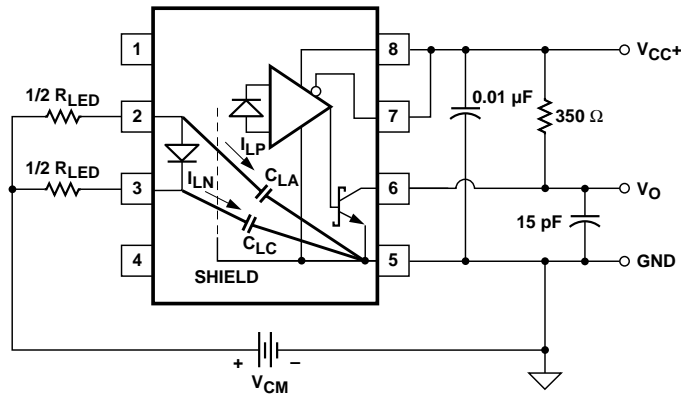 1
8
V_CC+
1/2 R_LED
0.01 µF
350 Ω
2
7
I_LP
1/2 R_LED
I_LN
C_LA
3
6
V_O
C_LC
15 pF
4
SHIELD
5
GND
+
–
V_CM